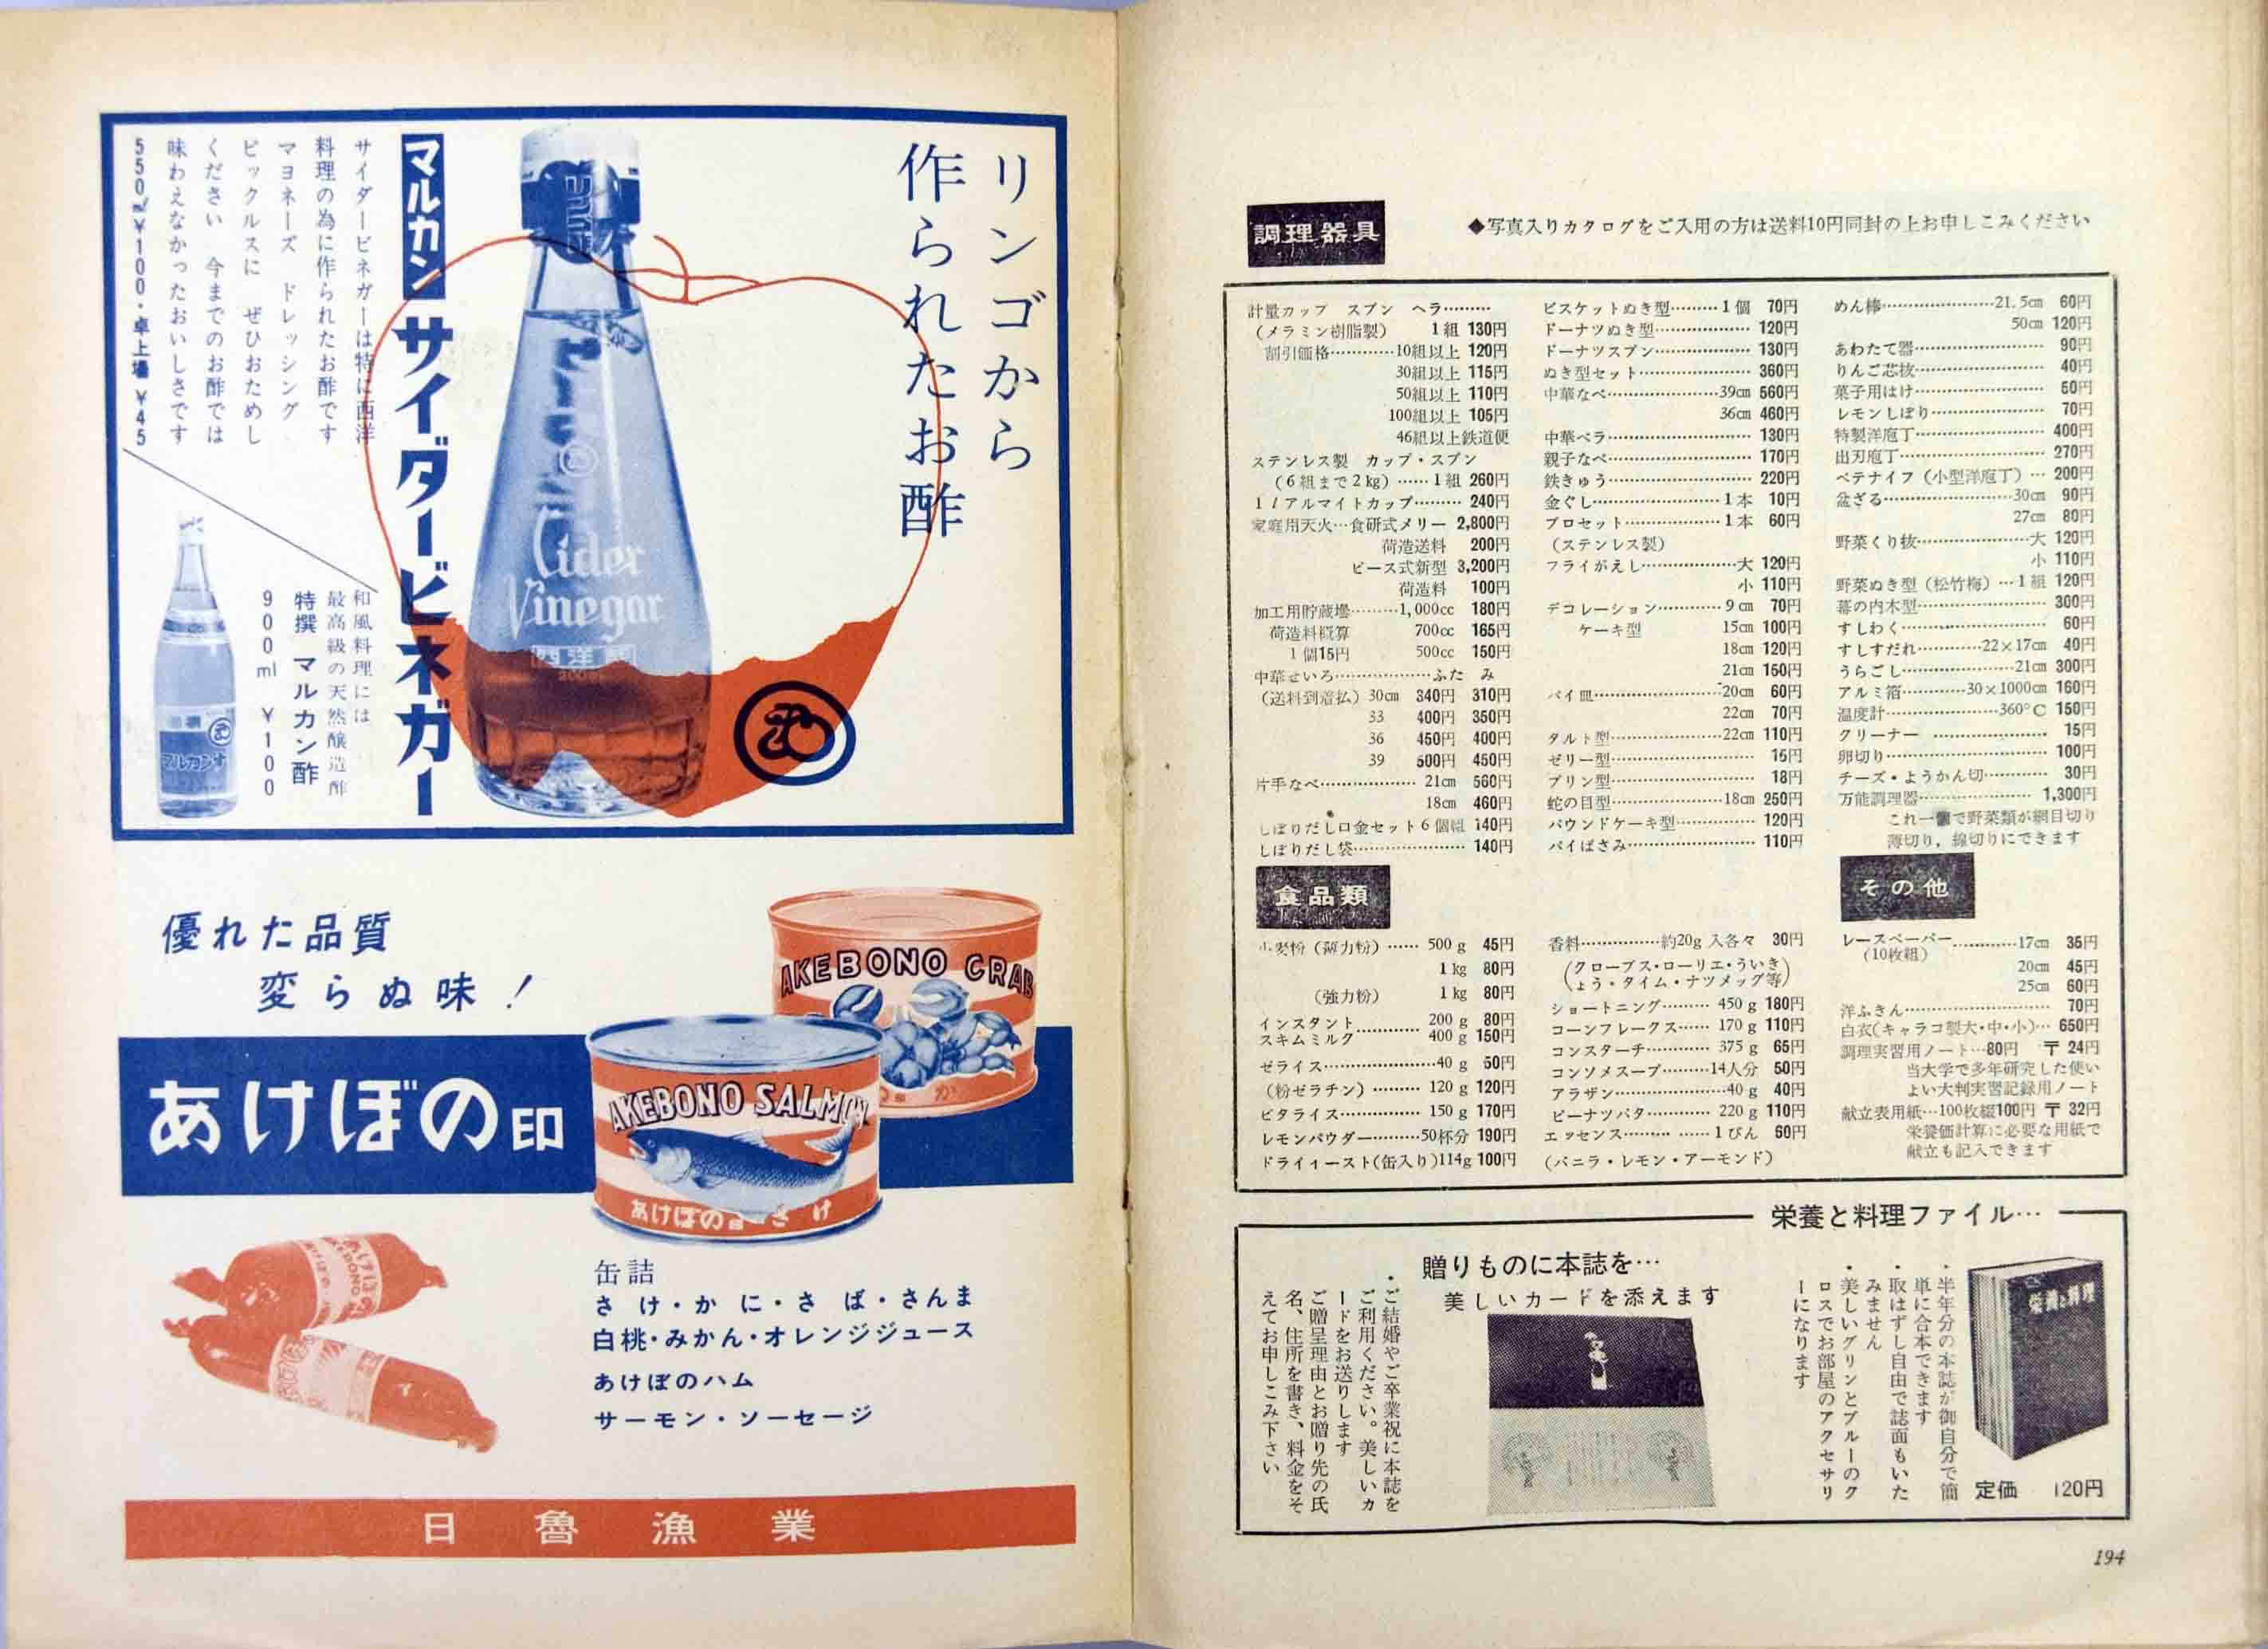 リンゴから
作られたお酢
マルカン サイダービネガー
サイダービネガーは特に西洋
料理の為に作られたお酢です
マヨネーズ ドレッシング
ピックルスに ぜひおためし
ください 今までのお酢では
味わえなかったおいしさです
550㎖¥100・卓上壜 ¥45
Cider
Vinegar
西洋酢
和風料理には
最高級の天然醸造酢
特撰 マルカン酢
900ml ¥100
マルカン酢
優れた品質
変らぬ味!
あけぼの印
AKEBONO CRAB
AKEBONO SALMON
あけぼの印 さけ
缶詰
さけ・かに・さば・さんま
白桃・みかん・オレンジジュース
あけぼのハム
サーモン・ソーセージ
日魯漁業
調理器具
◆写真入りカタログをご入用の方は送料10円同封の上お申しこみください
計量カップ スプン ヘラ………
(メラミン樹脂製) 1組 130円
割引価格…………10組以上 120円
30組以上 115円
50組以上 110円
100組以上 105円
46組以上鉄道便
ステンレス製 カップ・スプン
(6組まで2kg)……1組 260円
1lアルマイトカップ……… 240円
家庭用天火…食研式メリー 2,800円
荷造送料 200円
ピース式新型 3,200円
荷造料 100円
加工用貯蔵壜………1,000cc 180円
荷造料概算 700cc 165円
1個15円 500cc 150円
中華せいろ………………ふた み
(送料到着払) 30cm 340円 310円
33 400円 350円
36 450円 400円
39 500円 450円
片手なべ……………… 21cm 560円
18cm 460円
しぼりだし口金セット6個組 140円
しぼりだし袋………………… 140円
ビスケットぬき型………1個 70円
ドーナツぬき型……………… 120円
ドーナツスプン……………… 130円
ぬき型セット………………… 360円
中華なべ…………………39cm 560円
36cm 460円
中華ベラ……………………… 130円
親子なべ……………………… 170円
鉄きゅう……………………… 220円
金ぐし……………………1本 10円
プロセット………………1本 60円
(ステンレス製)
フライがえし………………大 120円
小 110円
デコレーション…………9cm 70円
ケーキ型 15cm 100円
18cm 120円
21cm 160円
パイ皿……………………20cm 60円
22cm 70円
タルト型…………………22cm 110円
ゼリー型……………………… 15円
プリン型……………………… 18円
蛇の目型…………………18cm 250円
パウンドケーキ型…………… 120円
パイばさみ…………………… 110円
めん棒…………………21.5cm 60円
50cm 120円
あわたて器…………………… 90円
りんご芯抜…………………… 40円
菓子用はけ…………………… 60円
レモンしぼり………………… 70円
特製洋庖丁…………………… 400円
出刃庖丁……………………… 270円
ペテナイフ(小型洋庖丁)… 200円
盆ざる……………………30cm 90円
27cm 80円
野菜くり抜…………………大 120円
小 110円
野菜ぬき型(松竹梅)…1組 120円
幕の内木型…………………… 300円
すしわく……………………… 60円
すしすだれ…………22×17cm 40円
うらごし…………………21cm 300円
アルミ箔…………30×1000cm 160円
温度計…………………360°C 150円
クリーナー ………………… 15円
卵切り………………………… 100円
チーズ・ようかん切………… 30円
万能調理器…………………… 1,300円
これ一個で野菜類が網目切り
薄切り,線切りにできます
食品類
小麦粉(薄力粉)…… 500g 45円
1kg 80円
(強力粉) 1kg 80円
インスタント
スキムミルク………… 200g 80円
400g 150円
ゼライス…………………40g 50円
(粉ゼラチン)……… 120g 120円
ビタライス…………… 150g 170円
レモンパウダー………50杯分 190円
ドライイースト(缶入り)114g 100円
香料……………約20g入各々 30円
(クローブス・ローリエ・ういき
ょう・タイム・ナツメッグ等)
ショートニング……… 450g 180円
コーンフレークス…… 170g 110円
コンスターチ………… 375g 65円
コンソメスープ………14人分 50円
アラザン…………………40g 40円
ピーナツバタ………… 220g 110円
エッセンス……… ……1びん 60円
(バニラ・レモン・アーモンド)
その他
レースペーパー…………17cm 35円
(10枚組)
20cm 45円
25cm 60円
洋ふきん……………………… 70円
白衣(キャラコ製大・中・小)… 650円
調理実習用ノート…80円 〒 24円
当大学で多年研究した使い
よい大判実習記録用ノート
献立表用紙…100枚綴100円 〒 32円
栄養価計算に必要な用紙で
献立も記入できます
栄養と料理ファイル…
・半年分の本誌が御自分で簡
単に合本できます
・取はずし自由で誌面もいた
みません
・美しいグリンとブルーのク
ロスでお部屋のアクセサリ
ーになります
栄養と料理
定価 120円
贈りものに本誌を…
美しいカードを添えます
・ご結婚やご卒業祝に本誌を
ご利用ください。美しいカ
ードをお送りします
ご贈呈理由とお贈り先の氏
名、住所を書き、料金をそ
えてお申しこみ下さい
194